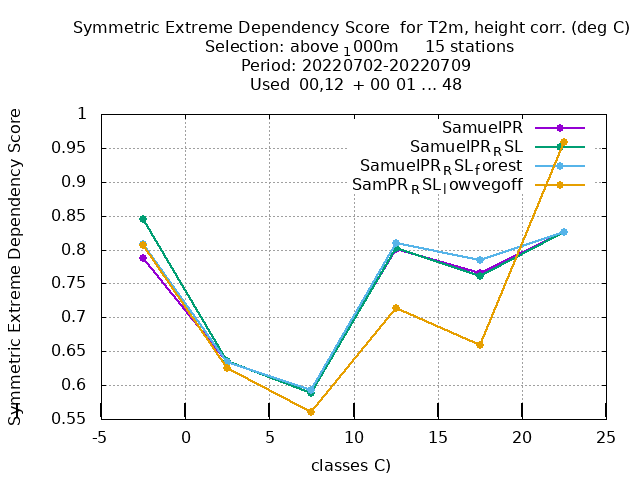 Symmetric Extreme Dependency Score  for T2m, height corr. (deg C)
Selection: above ₁000m     15 stations
Period: 20220702-20220709
Used  00,12  + 00 01 ... 48
Symmetric Extreme Dependency Score
y
1
0.95
0.9
0.85
0.8
0.75
0.7
0.65
0.6
0.55
SamuelPR
SamuelPR_RSL
SamuelPR_RSL_forest
SamPR_RSL_lowvegoff
-5 0 5 10 15 20 25
classes C)